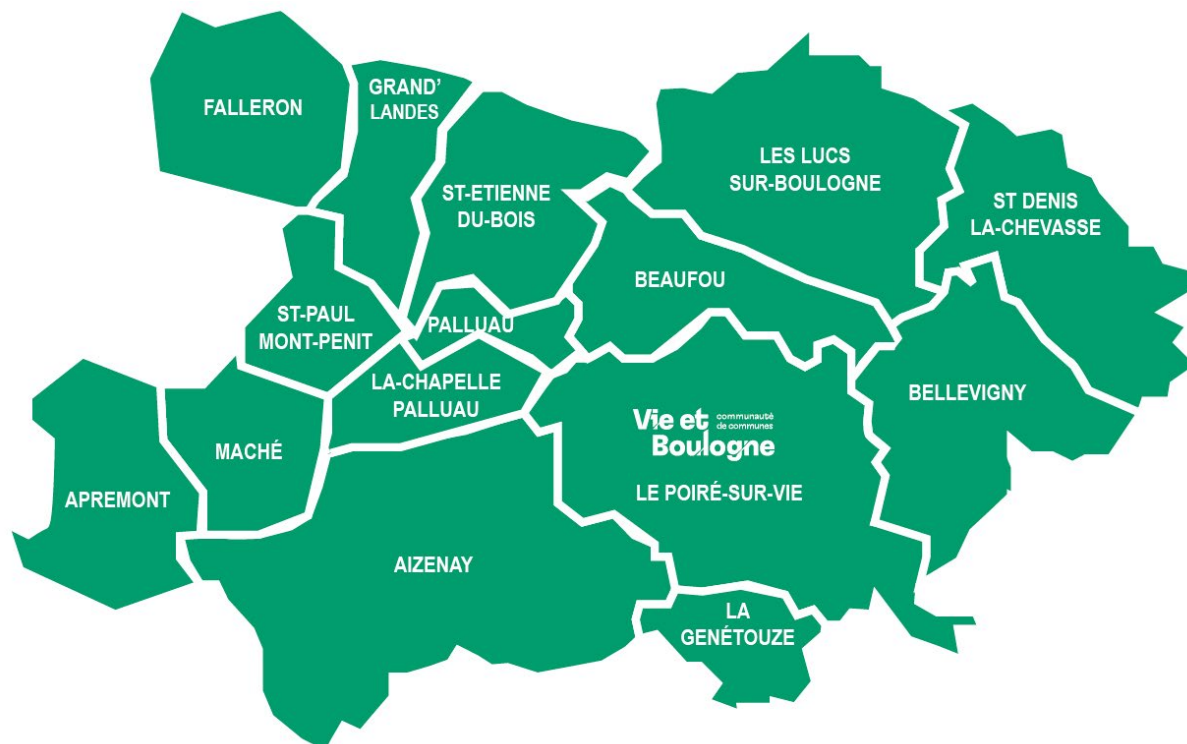 FALLERON
GRAND'
LANDES
ST-ETIENNE
DU-BOIS
LES LUCS
SUR-BOULOGNE
ST DENIS
LA-CHEVASSE
BEAUFOU
ST-PAUL
MONT-PENIT
PALLUAU
LA-CHAPELLE
PALLUAU
BELLEVIGNY
Vie et
Boulogne
communauté
de communes
MACHÉ
APREMONT
LE POIRÉ-SUR-VIE
AIZENAY
LA
GENÉTOUZE